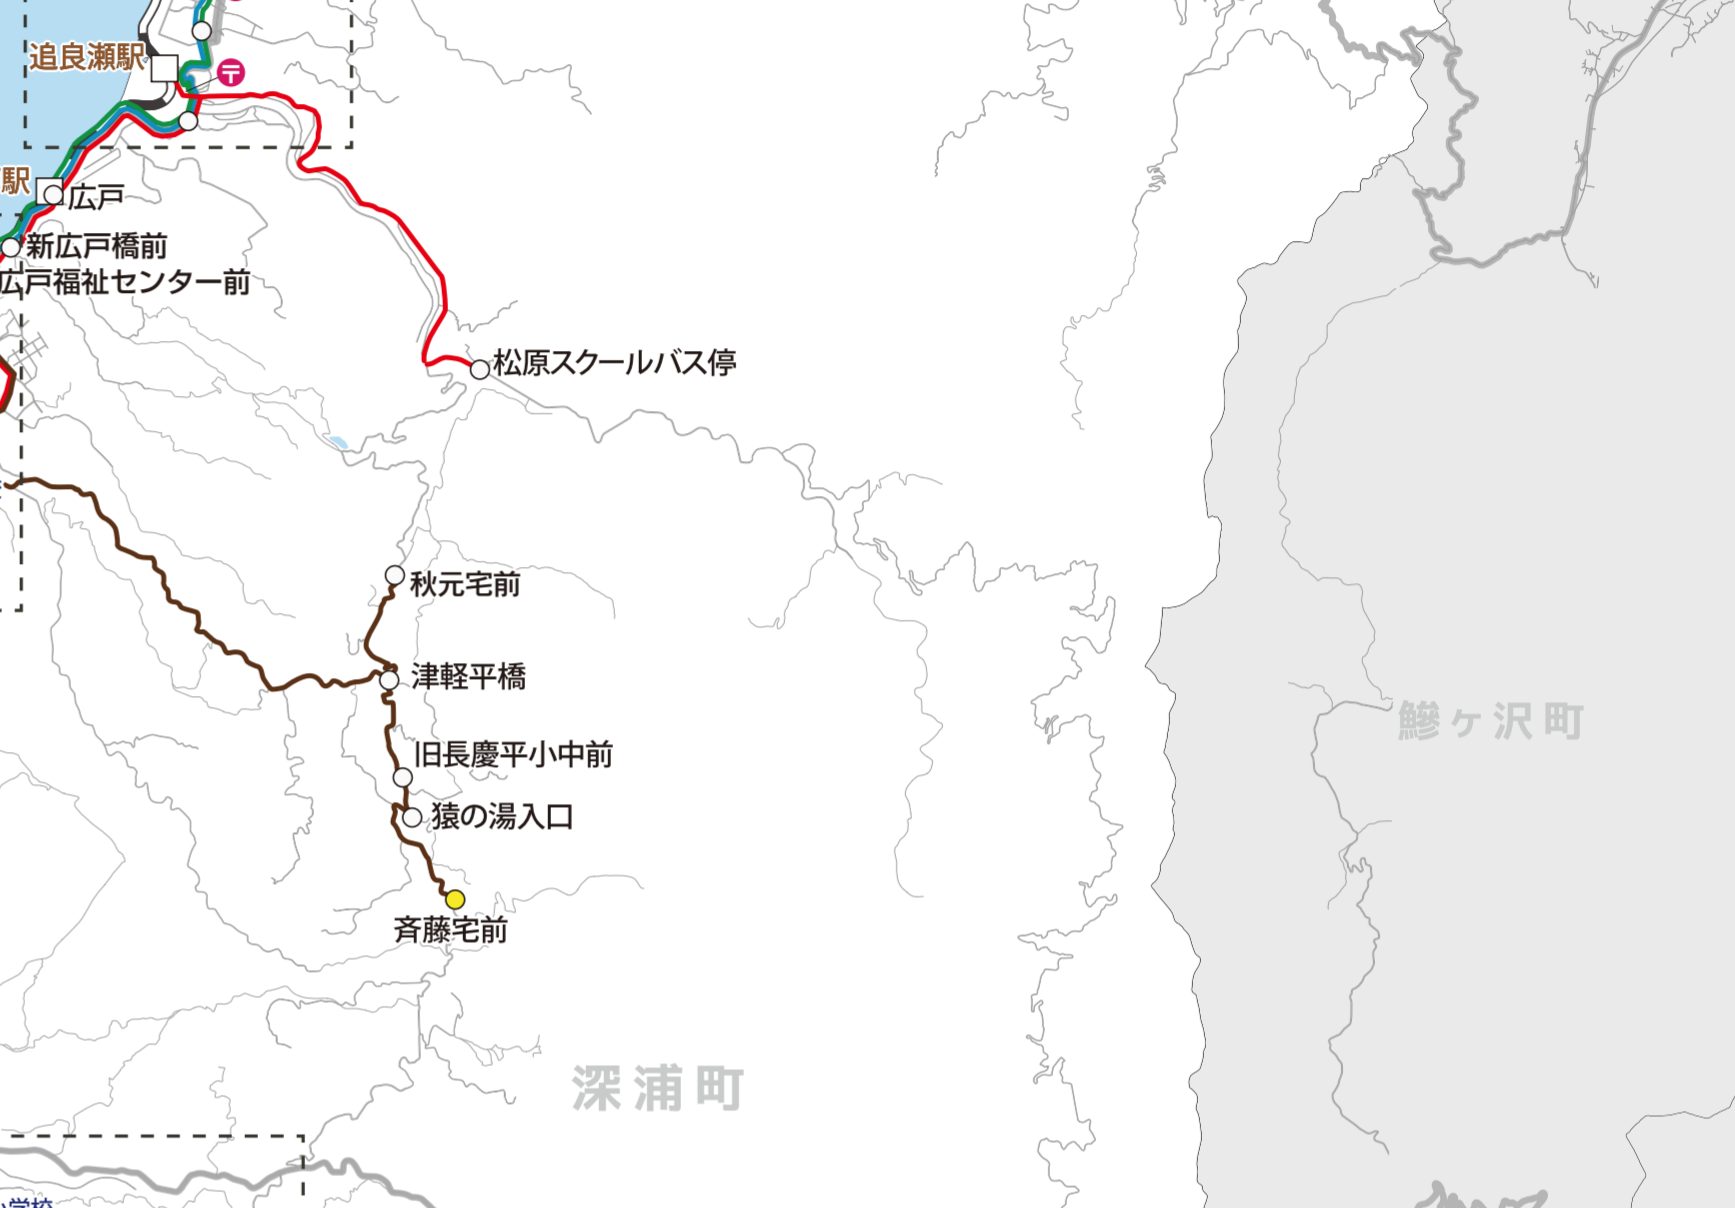 追良瀬駅
〒
駅
広戸
新広戸橋前
広戸福祉センター前
松原スクールバス停
秋元宅前
津軽平橋
旧長慶平小中前
猿の湯入口
斉藤宅前
鰺ヶ沢町
深浦町
小学校